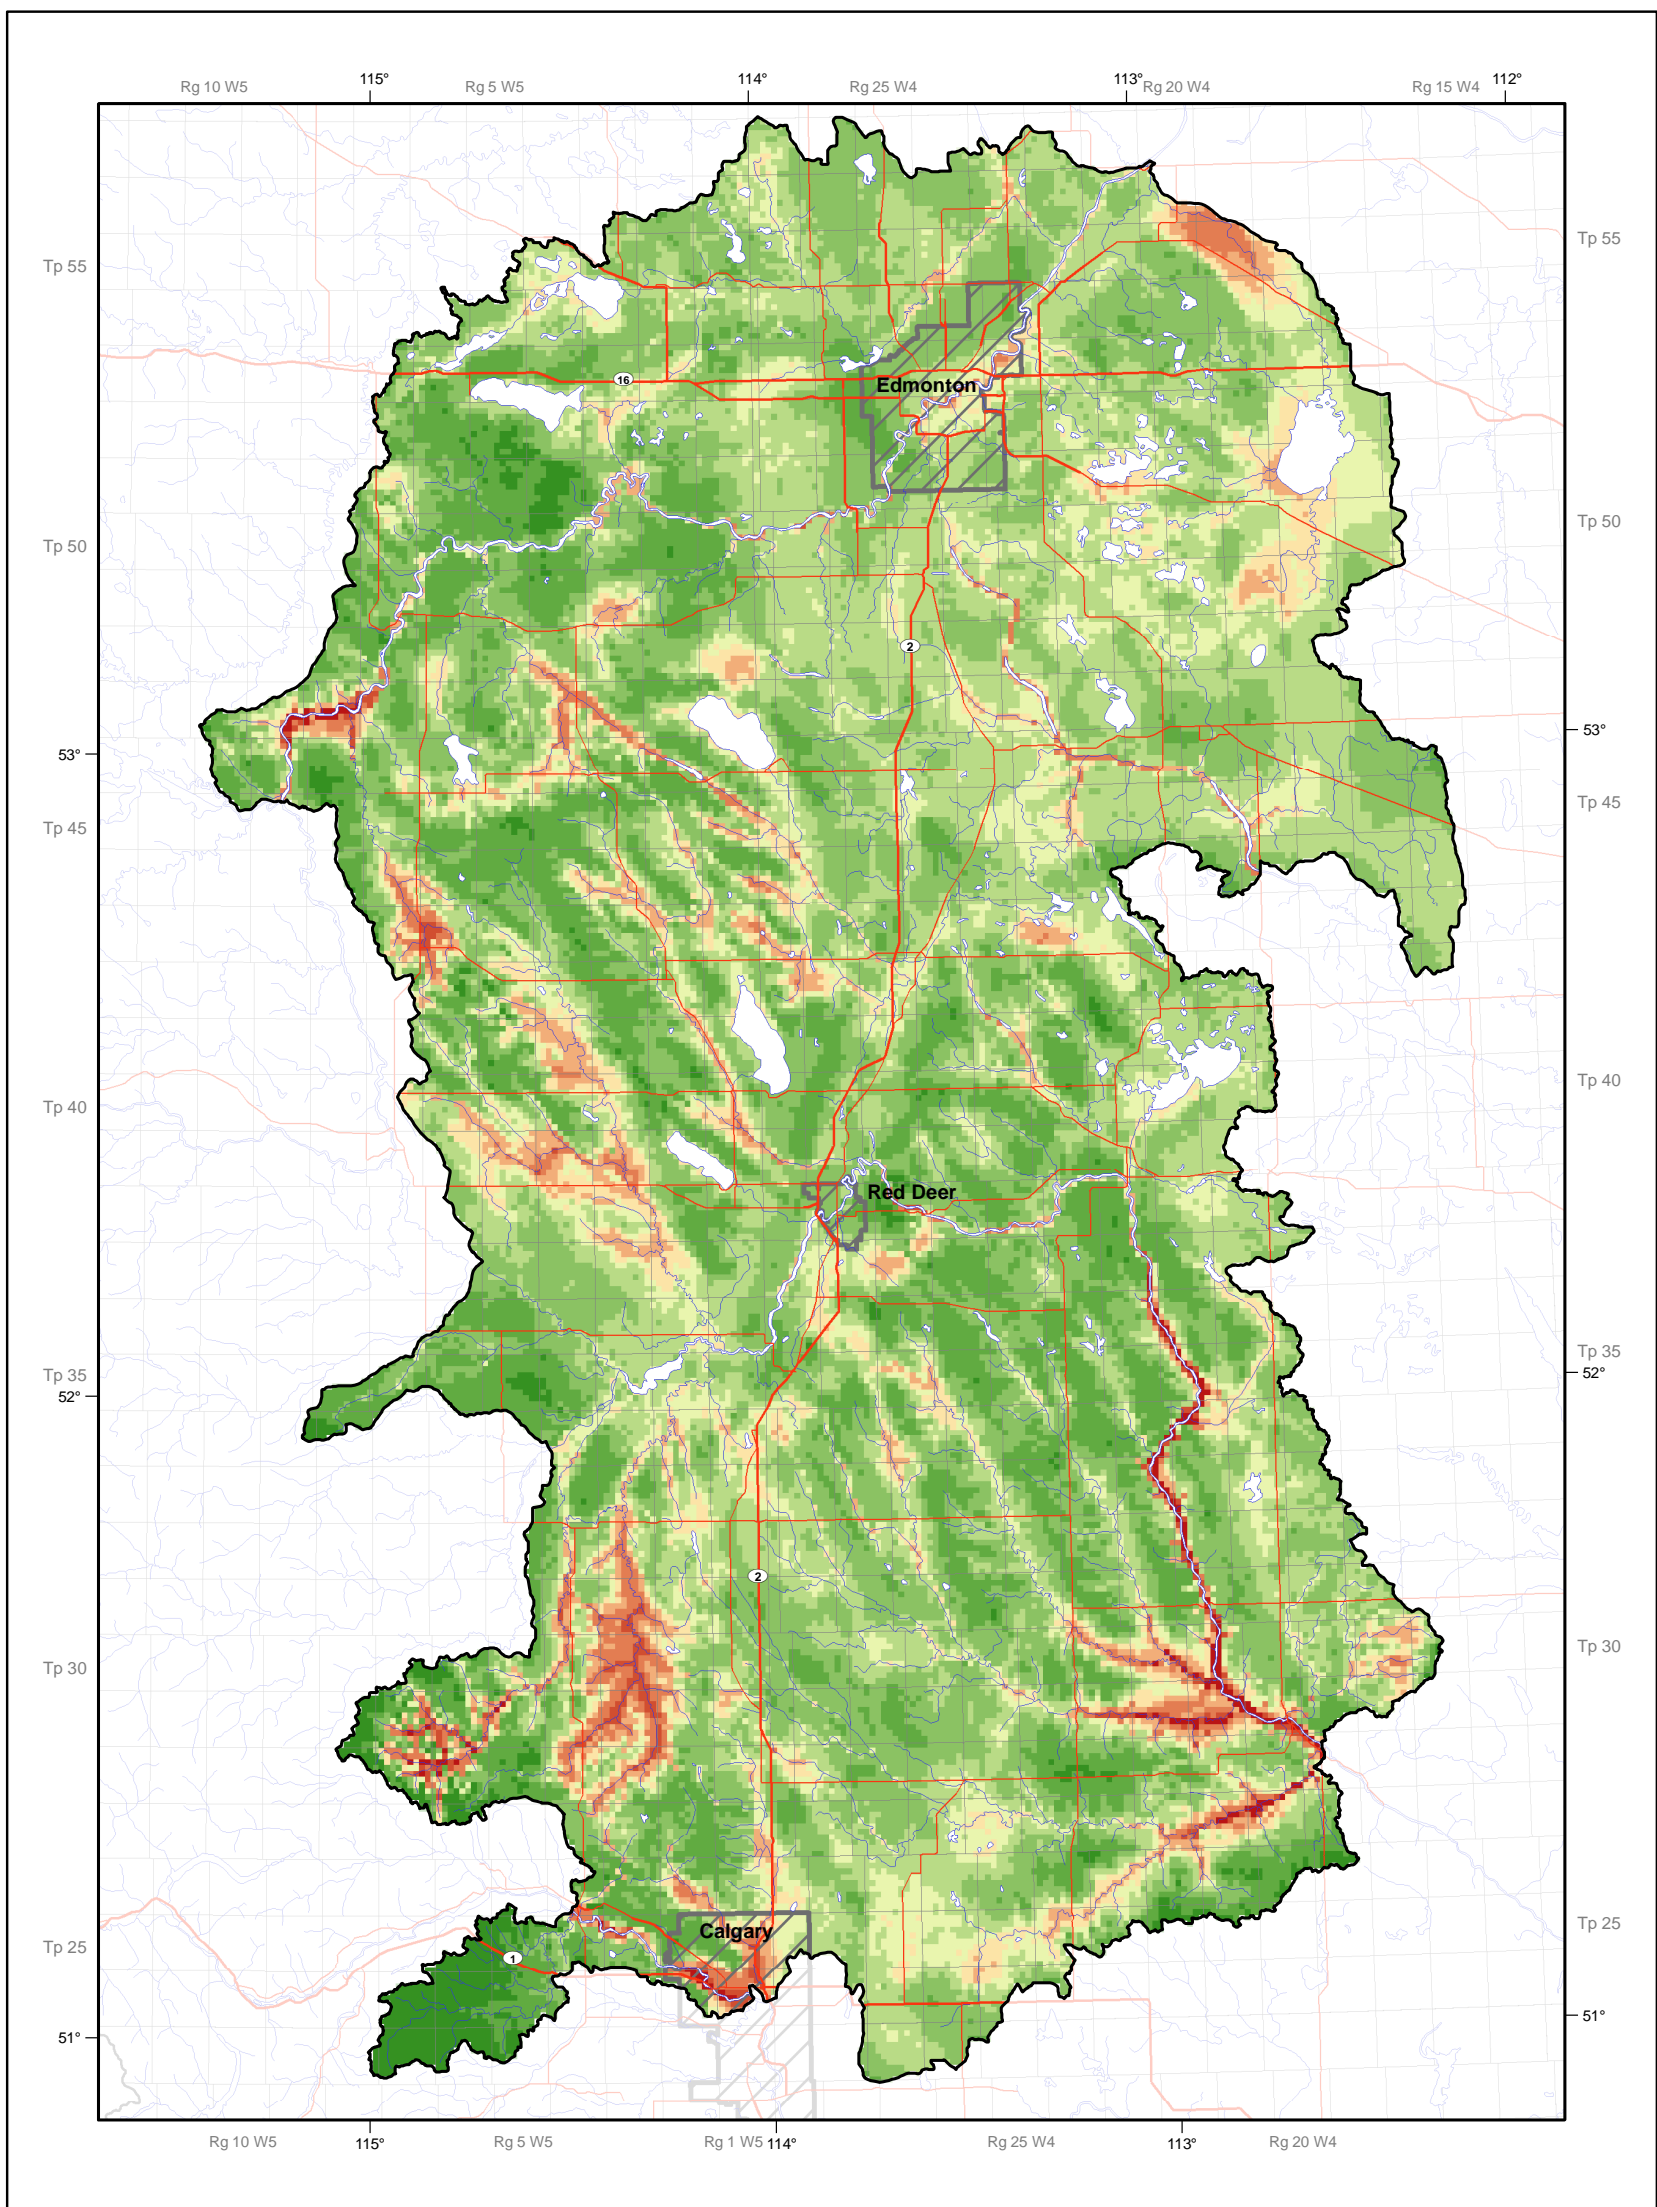 115° 114° 113° 112°
Rg 10 W5 Rg 5 W5 Rg 25 W4 Rg 20 W4 Rg 15 W4
Tp 55 Tp 55
16
Edmonton
Tp 50 Tp 50
2
53° 53°
Tp 45 Tp 45
Tp 40 Tp 40
Red Deer
Tp 35 Tp 35
52° 52°
2
Tp 30 Tp 30
Calgary
Tp 25 Tp 25
1
51° 51°
Rg 10 W5 115° Rg 5 W5 Rg 1 W5 114° Rg 25 W4 113° Rg 20 W4